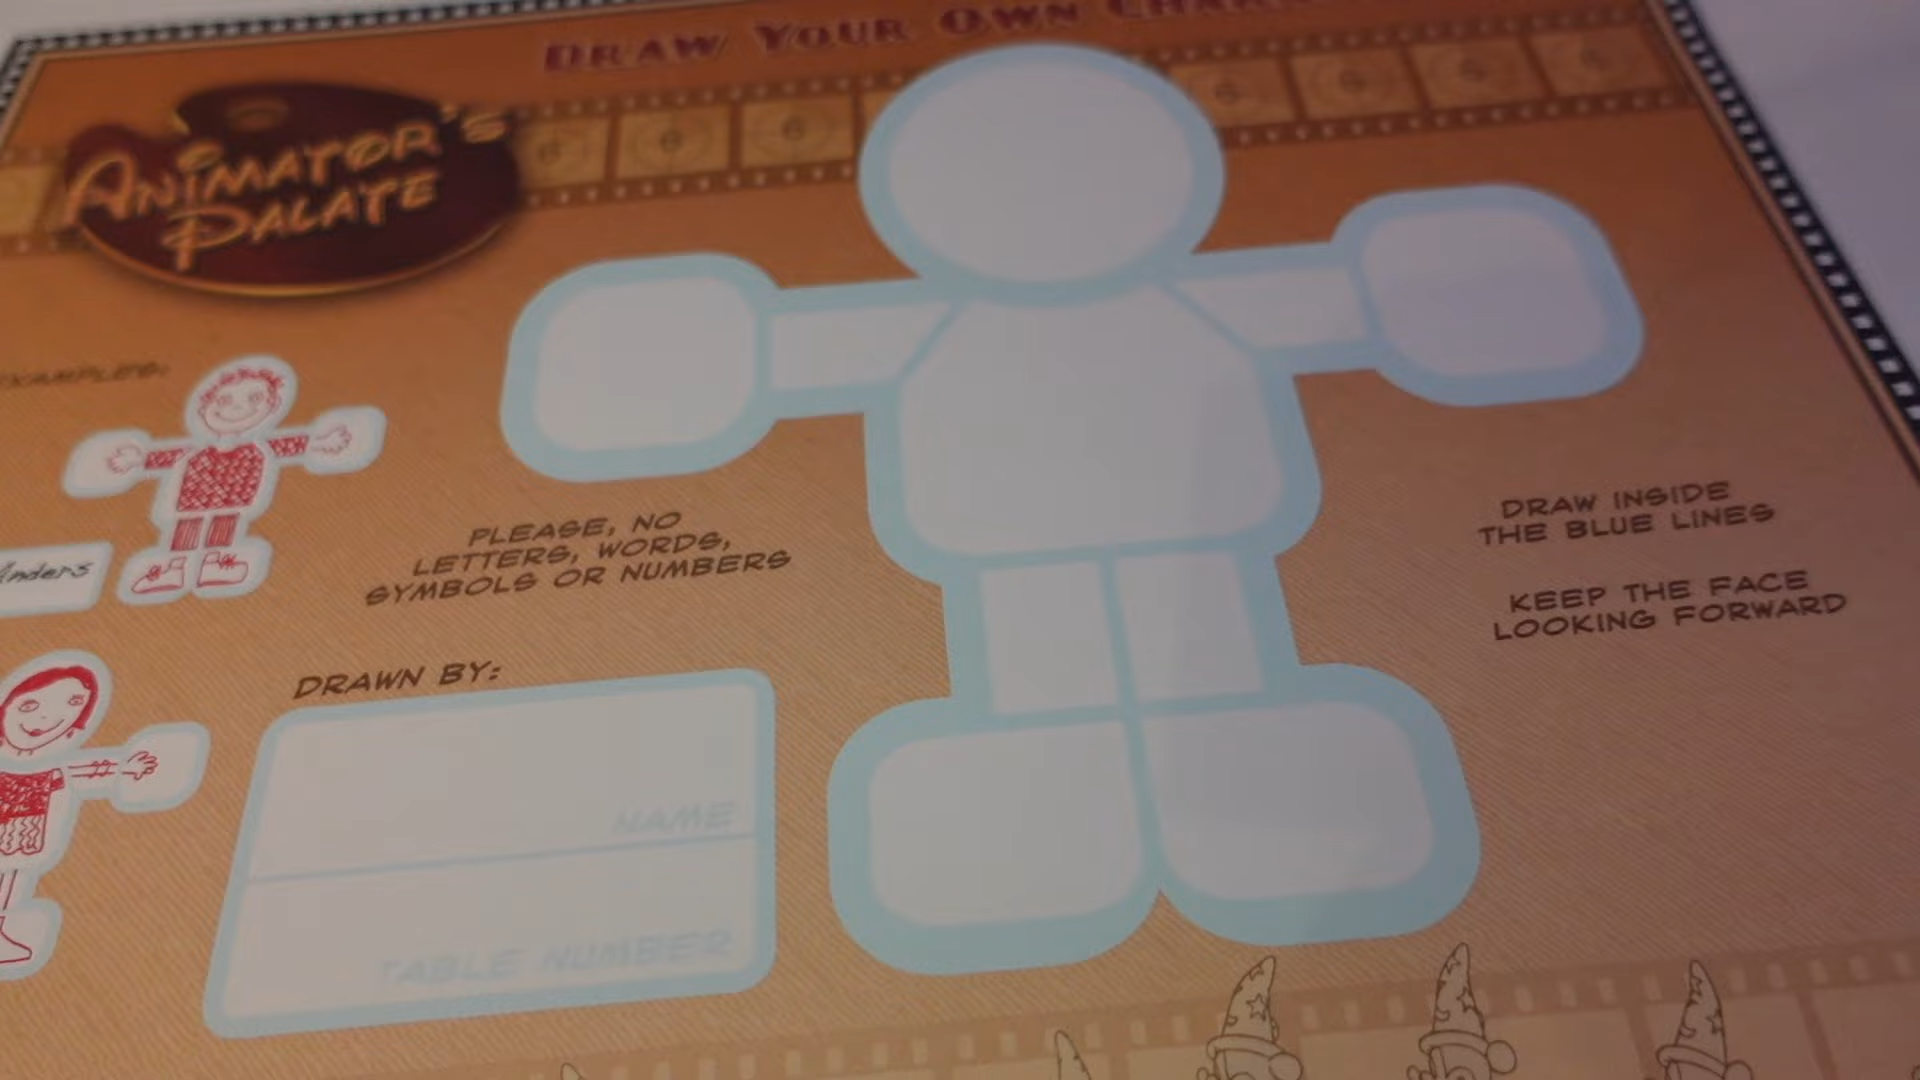 DRAW YOUR OWN
ANIMATOR'S
PALATE
EXAMPLES:
PLEASE, NO
LETTERS, WORDS,
SYMBOLS OR NUMBERS
DRAW INSIDE
THE BLUE LINES
KEEP THE FACE
LOOKING FORWARD
DRAWN BY:
NAME
TABLE NUMBER